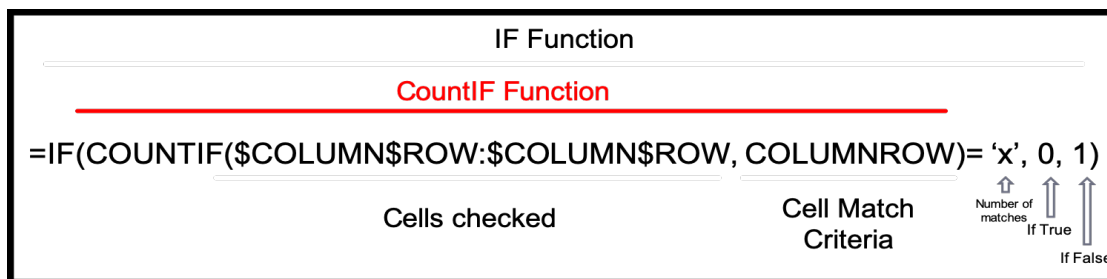 IF Function
CountIF Function
=IF(COUNTIF($COLUMN$ROW:$COLUMN$ROW, COLUMNROW)= ‘x’, 0, 1)
Cells checked
Cell Match
Criteria
Number of
matches
If True
If False